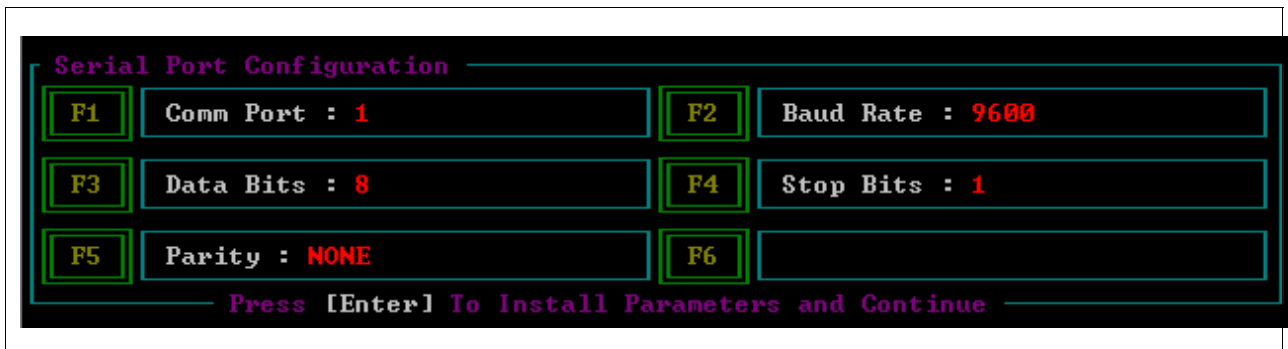 Serial Port Configuration
F1 Comm Port : 1 F2 Baud Rate : 9600
F3 Data Bits : 8 F4 Stop Bits : 1
F5 Parity : NONE F6
Press [Enter] To Install Parameters and Continue